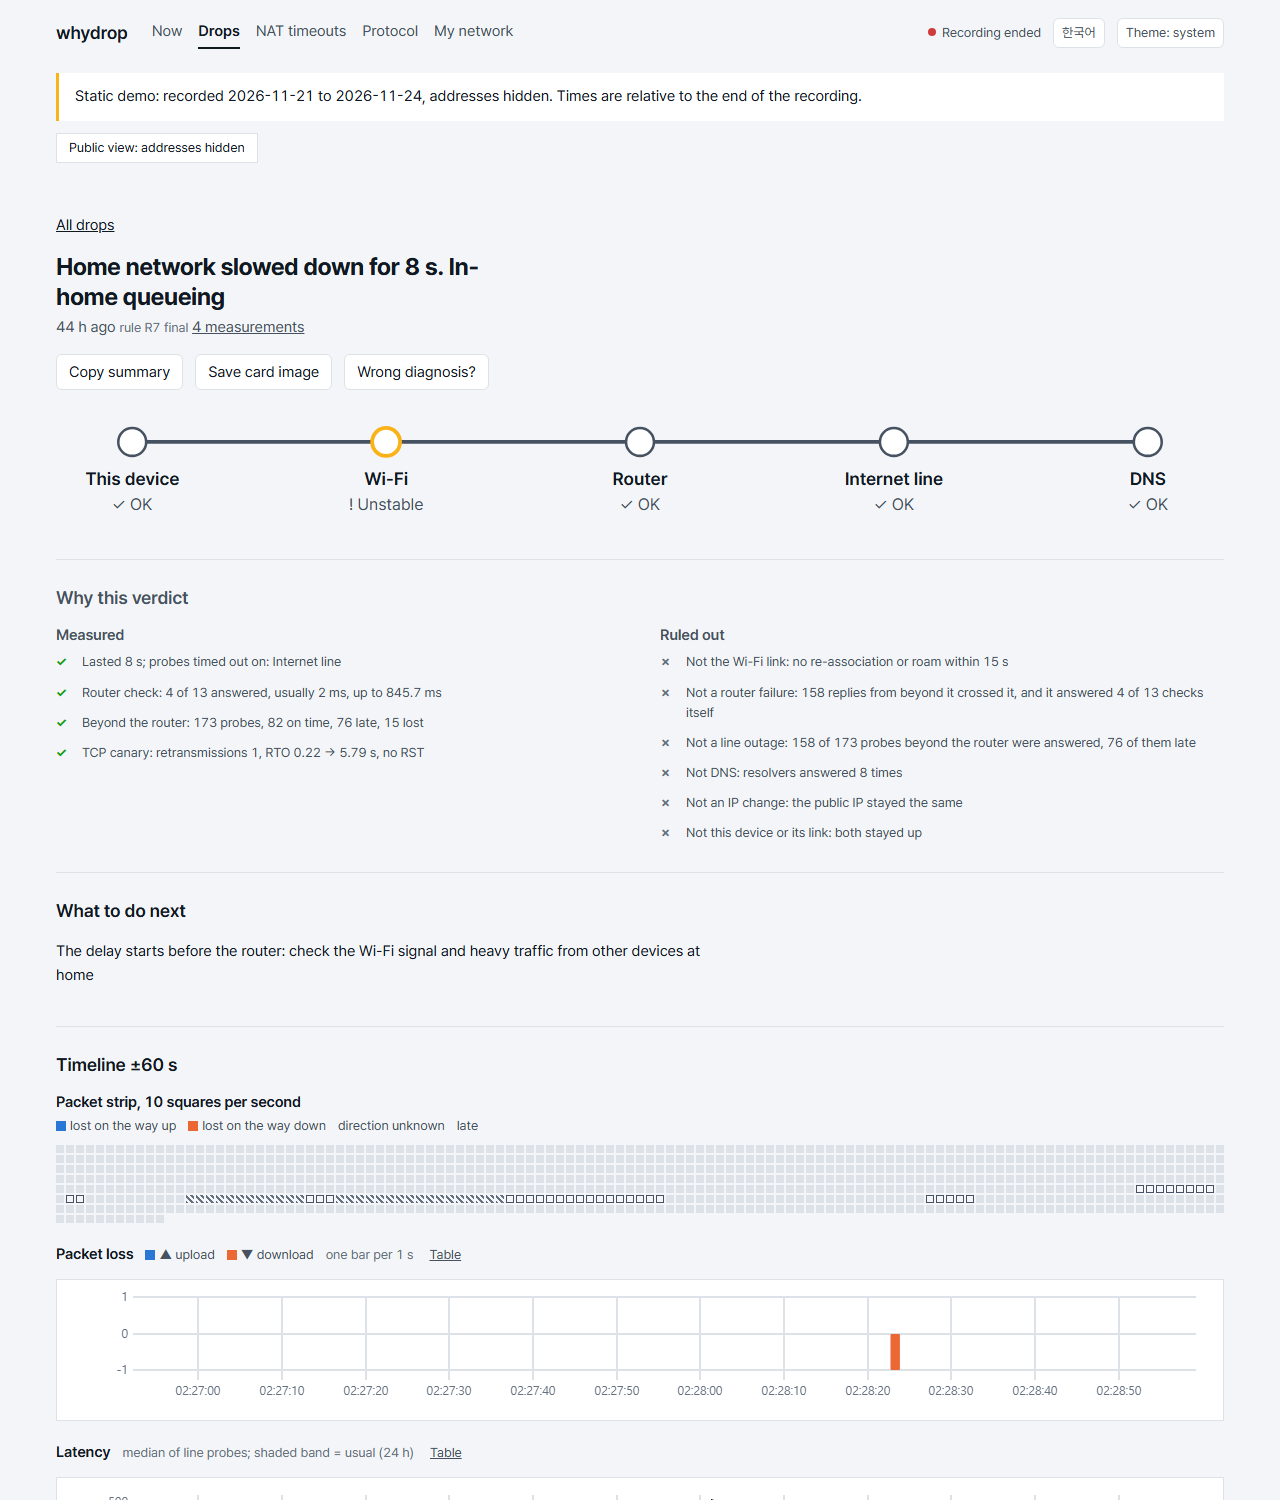 whydrop Now Drops NAT timeouts Protocol My network Recording ended 한국어 Theme: system
Static demo: recorded 2026-11-21 to 2026-11-24, addresses hidden. Times are relative to the end of the recording.
Public view: addresses hidden
All drops
Home network slowed down for 8 s. In-
home queueing
44 h ago rule R7 final 4 measurements
Copy summary Save card image Wrong diagnosis?
This device Wi-Fi Router Internet line DNS
✓ OK ! Unstable ✓ OK ✓ OK ✓ OK
Why this verdict
Measured
✓ Lasted 8 s; probes timed out on: Internet line
✓ Router check: 4 of 13 answered, usually 2 ms, up to 845.7 ms
✓ Beyond the router: 173 probes, 82 on time, 76 late, 15 lost
✓ TCP canary: retransmissions 1, RTO 0.22 → 5.79 s, no RST
Ruled out
× Not the Wi-Fi link: no re-association or roam within 15 s
× Not a router failure: 158 replies from beyond it crossed it, and it answered 4 of 13 checks
itself
× Not a line outage: 158 of 173 probes beyond the router were answered, 76 of them late
× Not DNS: resolvers answered 8 times
× Not an IP change: the public IP stayed the same
× Not this device or its link: both stayed up
What to do next
The delay starts before the router: check the Wi-Fi signal and heavy traffic from other devices at
home
Timeline ±60 s
Packet strip, 10 squares per second
lost on the way up lost on the way down direction unknown late
Packet loss ▲ upload ▼ download one bar per 1 s Table
1
0
-1
02:27:00 02:27:10 02:27:20 02:27:30 02:27:40 02:27:50 02:28:00 02:28:10 02:28:20 02:28:30 02:28:40 02:28:50
Latency median of line probes; shaded band = usual (24 h) Table